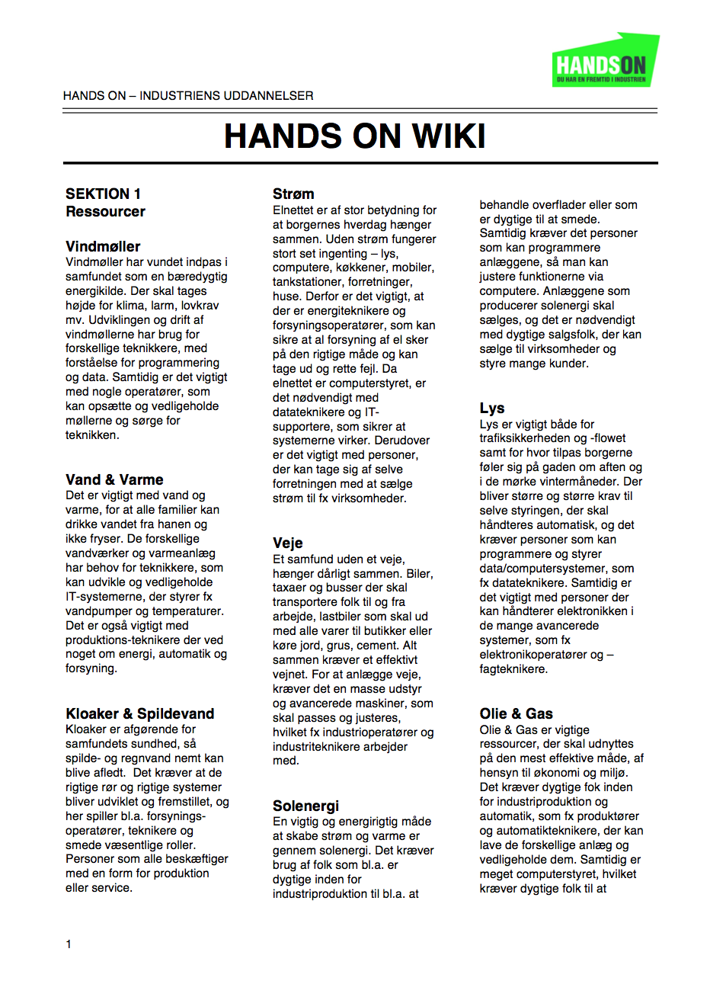 HANDSON
DU HAR EN FREMTID I INDUSTRIEN
HANDS ON – INDUSTRIENS UDDANNELSER
HANDS ON WIKI
SEKTION 1
Ressourcer
Vindmøller
Vindmøller har vundet indpas i
samfundet som en bæredygtig
energikilde. Der skal tages
højde for klima, larm, lovkrav
mv. Udviklingen og drift af
vindmøllerne har brug for
forskellige teknikkere, med
forståelse for programmering
og data. Samtidig er det vigtigt
med nogle operatører, som
kan opsætte og vedligeholde
møllerne og sørge for
teknikken.
Vand & Varme
Det er vigtigt med vand og
varme, for at alle familier kan
drikke vandet fra hanen og
ikke fryser. De forskellige
vandværker og varmeanlæg
har behov for teknikkere, som
kan udvikle og vedligeholde
IT-systemerne, der styrer fx
vandpumper og temperaturer.
Det er også vigtigt med
produktions-teknikere der ved
noget om energi, automatik og
forsyning.
Kloaker & Spildevand
Kloaker er afgørende for
samfundets sundhed, så
spilde- og regnvand nemt kan
blive afledt.  Det kræver at de
rigtige rør og rigtige systemer
bliver udviklet og fremstillet, og
her spiller bl.a. forsynings-
operatører, teknikere og
smede væsentlige roller.
Personer som alle beskæftiger
med en form for produktion
eller service.
Strøm
Elnettet er af stor betydning for
at borgernes hverdag hænger
sammen. Uden strøm fungerer
stort set ingenting – lys,
computere, køkkener, mobiler,
tankstationer, forretninger,
huse. Derfor er det vigtigt, at
der er energiteknikere og
forsyningsoperatører, som kan
sikre at al forsyning af el sker
på den rigtige måde og kan
tage ud og rette fejl. Da
elnettet er computerstyret, er
det nødvendigt med
datateknikere og IT-
supportere, som sikrer at
systemerne virker. Derudover
er det vigtigt med personer,
der kan tage sig af selve
forretningen med at sælge
strøm til fx virksomheder.
Veje
Et samfund uden et veje,
hænger dårligt sammen. Biler,
taxaer og busser der skal
transportere folk til og fra
arbejde, lastbiler som skal ud
med alle varer til butikker eller
køre jord, grus, cement. Alt
sammen kræver et effektivt
vejnet. For at anlægge veje,
kræver det en masse udstyr
og avancerede maskiner, som
skal passes og justeres,
hvilket fx industrioperatører og
industriteknikere arbejder
med.
Solenergi
En vigtig og energirigtig måde
at skabe strøm og varme er
gennem solenergi. Det kræver
brug af folk som bl.a. er
dygtige inden for
industriproduktion til bl.a. at
behandle overflader eller som
er dygtige til at smede.
Samtidig kræver det personer
som kan programmere
anlæggene, så man kan
justere funktionerne via
computere. Anlæggene som
producerer solenergi skal
sælges, og det er nødvendigt
med dygtige salgsfolk, der kan
sælge til virksomheder og
styre mange kunder.
Lys
Lys er vigtigt både for
trafiksikkerheden og -flowet
samt for hvor tilpas borgerne
føler sig på gaden om aften og
i de mørke vintermåneder. Der
bliver større og større krav til
selve styringen, der skal
håndteres automatisk, og det
kræver personer som kan
programmere og styrer
data/computersystemer, som
fx datateknikere. Samtidig er
det vigtigt med personer der
kan håndterer elektronikken i
de mange avancerede
systemer, som fx
elektronikoperatører og –
fagteknikere.
Olie & Gas
Olie & Gas er vigtige
ressourcer, der skal udnyttes
på den mest effektive måde, af
hensyn til økonomi og miljø.
Det kræver dygtige fok inden
for industriproduktion og
automatik, som fx produktører
og automatikteknikere, der kan
lave de forskellige anlæg og
vedligeholde dem. Samtidig er
meget computerstyret, hvilket
kræver dygtige folk til at
1